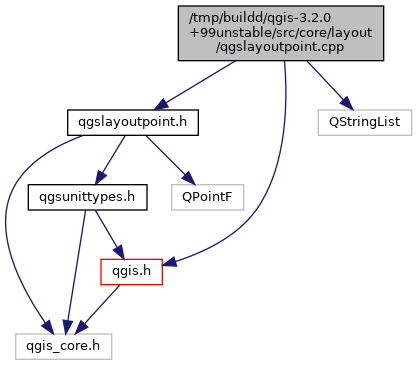 /tmp/buildd/qgis-3.2.0
+99unstable/src/core/layout
/qgslayoutpoint.cpp
qgslayoutpoint.h
QStringList
qgsunittypes.h
QPointF
qgis.h
qgis_core.h